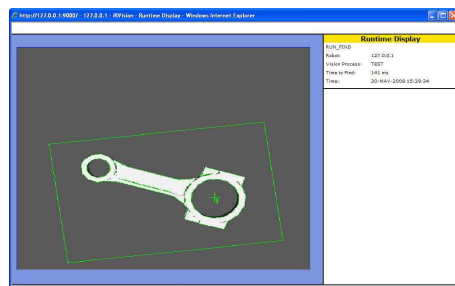 http://127.0.0.1:9000/ - 127.0.0.1 - iRVision - Runtime Display - Windows Internet Explorer
Runtime Display
RUN_FIND
Robot: 127.0.0.1
Vision Process: TEST
Time to Find: 141 ms
Time: 30-MAY-2008 15:39:34